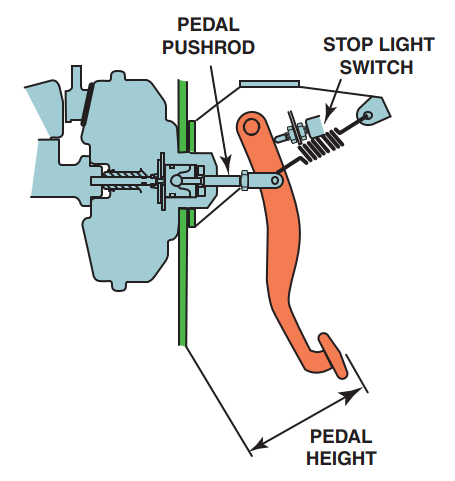 PEDAL
PUSHROD
STOP LIGHT
SWITCH
PEDAL
HEIGHT